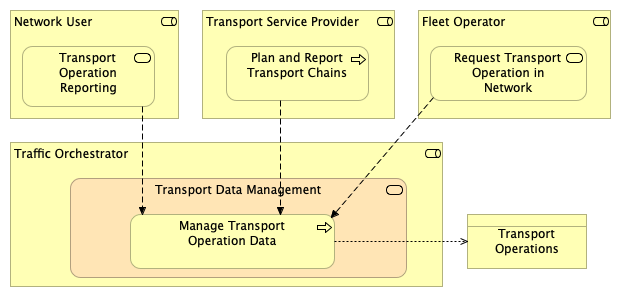 Network User
Transport Service Provider
Fleet Operator
Transport
Operation
Reporting
Plan and Report
Transport Chains
Request Transport
Operation in
Network
Traffic Orchestrator
Transport Data Management
Manage Transport
Operation Data
Transport
Operations